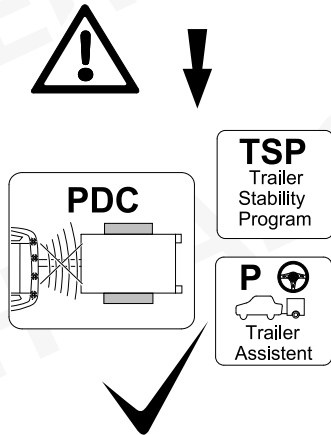 TSP
Trailer
Stability
Program
PDC
P
Trailer
Assistent